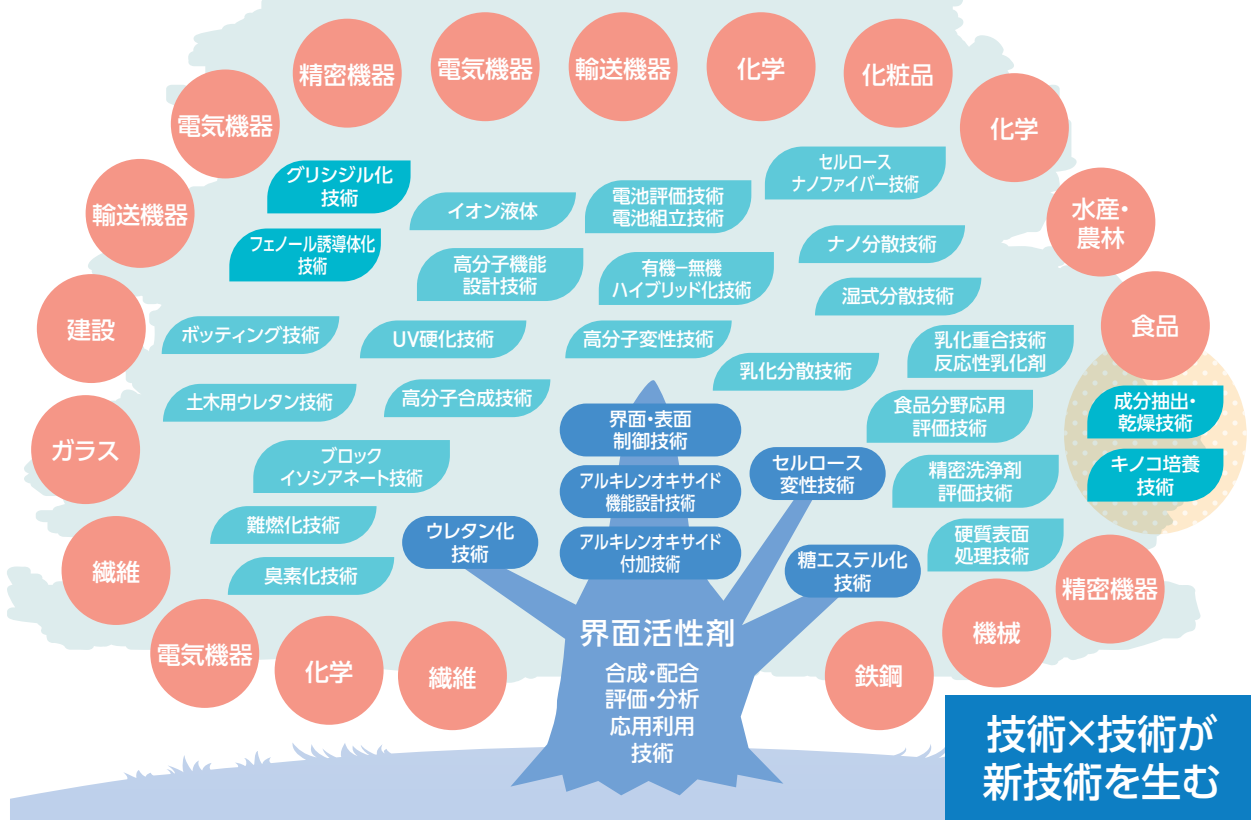 精密機器
電気機器
輸送機器
化学
化粧品
電気機器
化学
輸送機器
水産・
農林
建設
食品
ガラス
繊維
精密機器
電気機器
化学
繊維
鉄鋼
機械
グリシジル化
技術
フェノール誘導体化
技術
イオン液体
電池評価技術
電池組立技術
セルロース
ナノファイバー技術
高分子機能
設計技術
有機−無機
ハイブリッド化技術
ナノ分散技術
湿式分散技術
ボッティング技術
UV硬化技術
高分子変性技術
乳化分散技術
乳化重合技術
反応性乳化剤
土木用ウレタン技術
高分子合成技術
食品分野応用
評価技術
成分抽出・
乾燥技術
ブロック
イソシアネート技術
精密洗浄剤
評価技術
キノコ培養
技術
難燃化技術
臭素化技術
硬質表面
処理技術
界面・表面
制御技術
アルキレンオキサイド
機能設計技術
アルキレンオキサイド
付加技術
ウレタン化
技術
セルロース
変性技術
糖エステル化
技術
界面活性剤
合成・配合
評価・分析
応用利用
技術
技術×技術が
新技術を生む